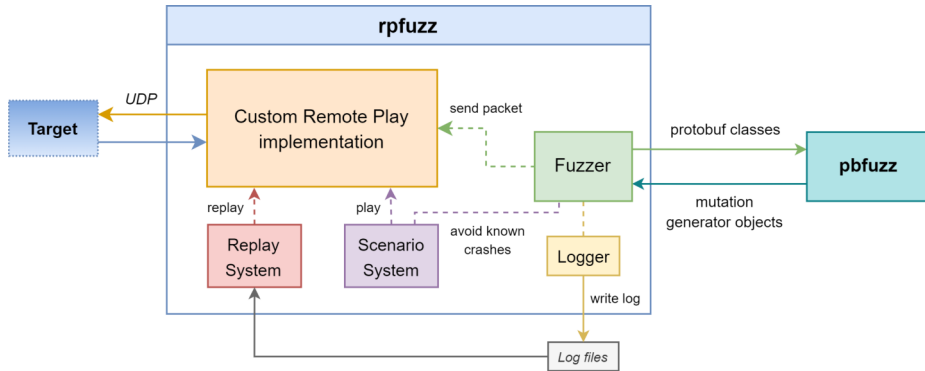 rpfuzz
UDP
Target
Custom Remote Play
implementation
send packet
Fuzzer
protobuf classes
pbfuzz
mutation
generator objects
replay
play
avoid known
crashes
Replay
System
Scenario
System
Logger
write log
Log files